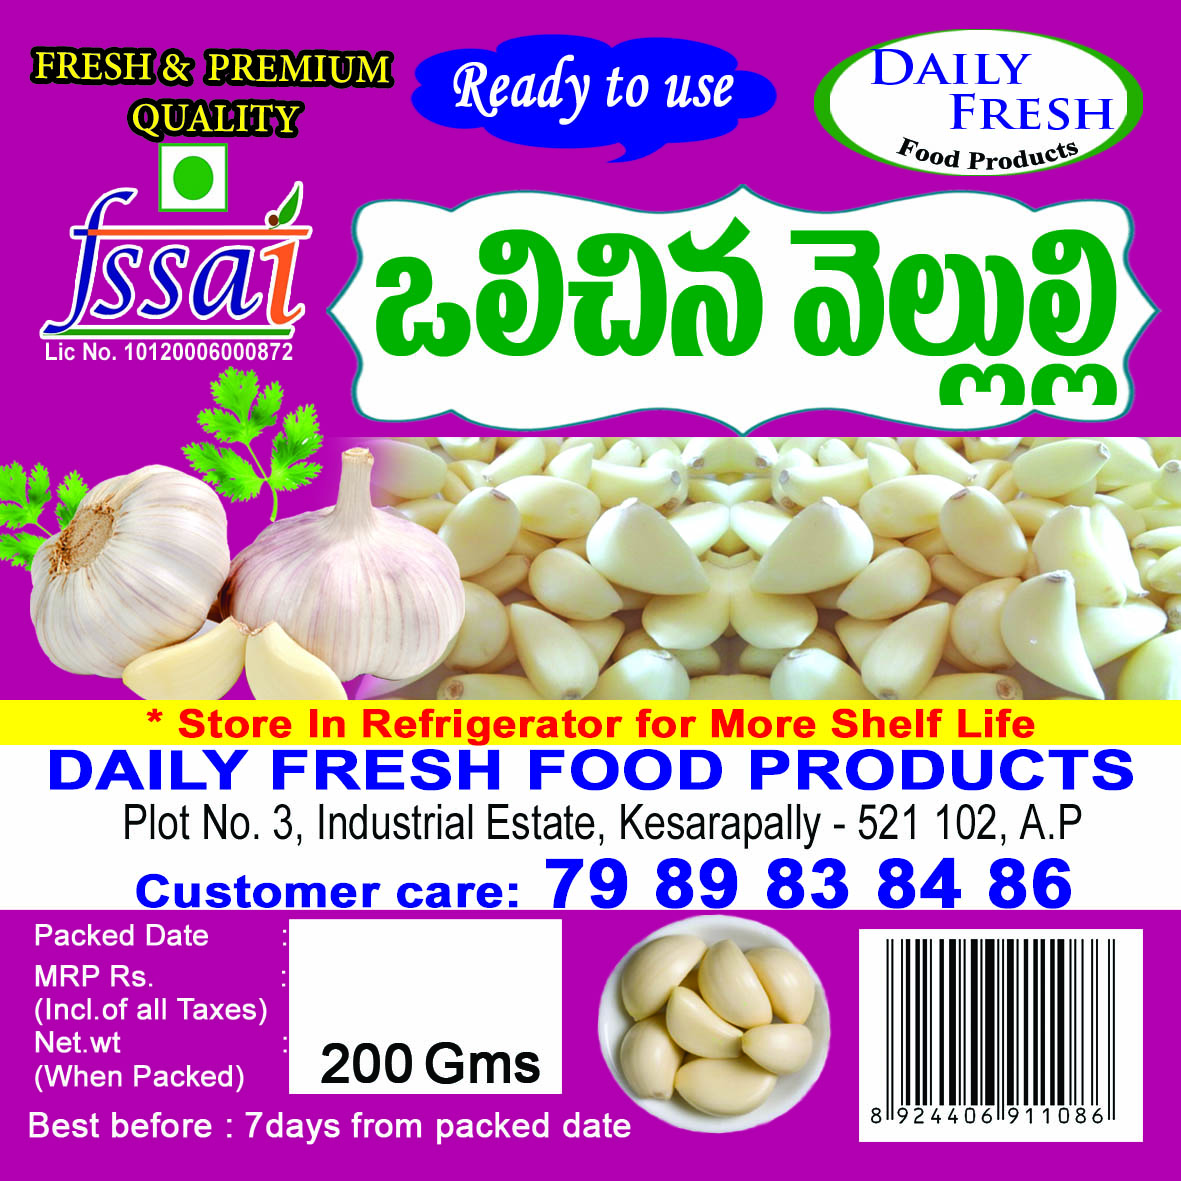 FRESH & PREMIUM
QUALITY
Ready to use
DAILY
FRESH
Food Products
fssai
Lic No. 10120006000872
ఒలిచిన వెల్లుల్లి
* Store In Refrigerator for More Shelf Life
DAILY FRESH FOOD PRODUCTS
Plot No. 3, Industrial Estate, Kesarapally - 521 102, A.P
Customer care: 79 89 83 84 86
Packed Date :
MRP Rs. :
(Incl.of all Taxes)
Net.wt :
(When Packed)
200 Gms
Best before : 7days from packed date
8 924406 911086